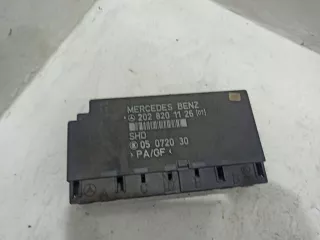 MERCEDES BENZ
202 820 11 26 [01]
SHD
05 0720 30
> PA/GF <
A C